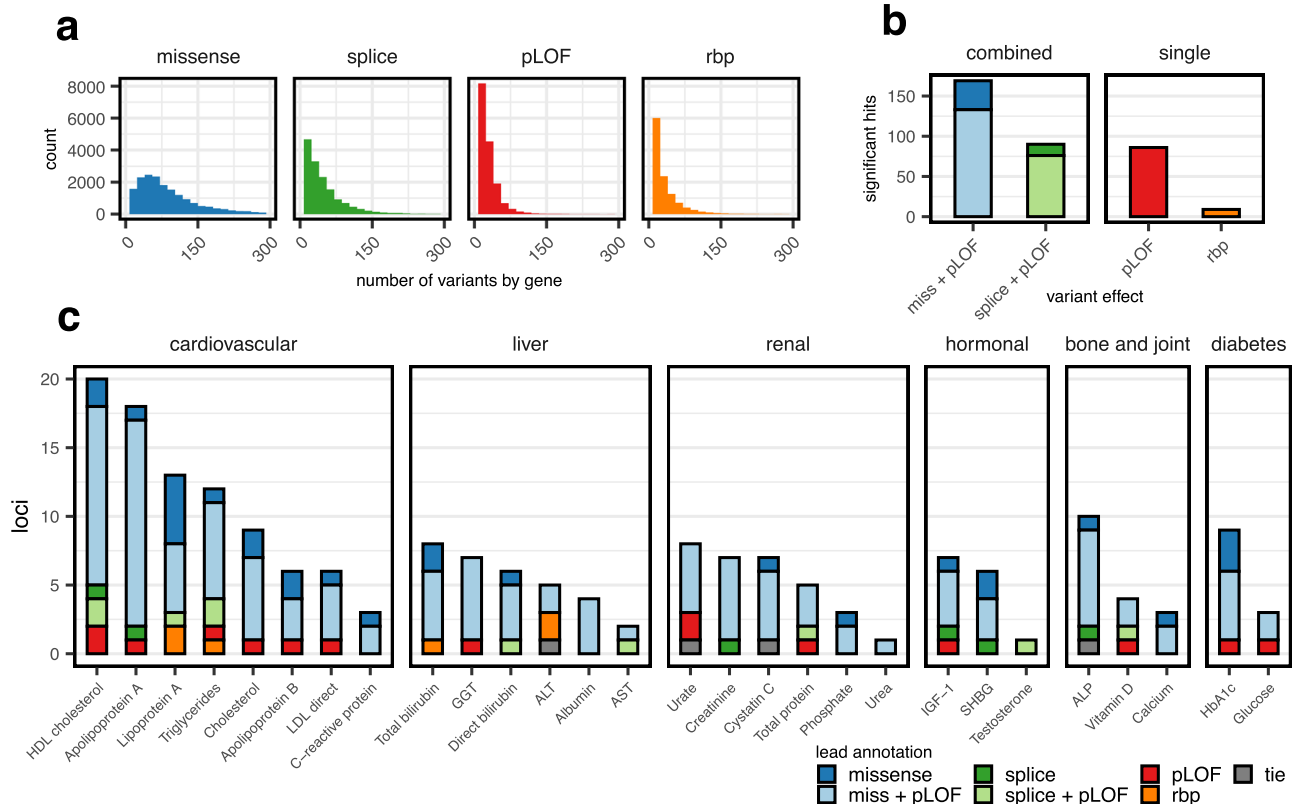 a
missense splice pLOF rbp
count
8000
6000
4000
2000
0
0 150 300 0 150 300 0 150 300 0 150 300
number of variants by gene
b
combined single
significant hits
150
100
50
0
miss + pLOF splice + pLOF pLOF rbp
variant effect
c
cardiovascular liver renal hormonal bone and joint diabetes
loci
20
15
10
5
0
HDL cholesterol Apolipoprotein A Lipoprotein A Triglycerides Cholesterol Apolipoprotein B LDL direct C−reactive protein
Total bilirubin GGT Direct bilirubin ALT Albumin AST
Urate Creatinine Cystatin C Total protein Phosphate Urea
IGF−1 SHBG Testosterone
ALP Vitamin D Calcium
HbA1c Glucose
lead annotation
missense splice pLOF tie
miss + pLOF splice + pLOF rbp